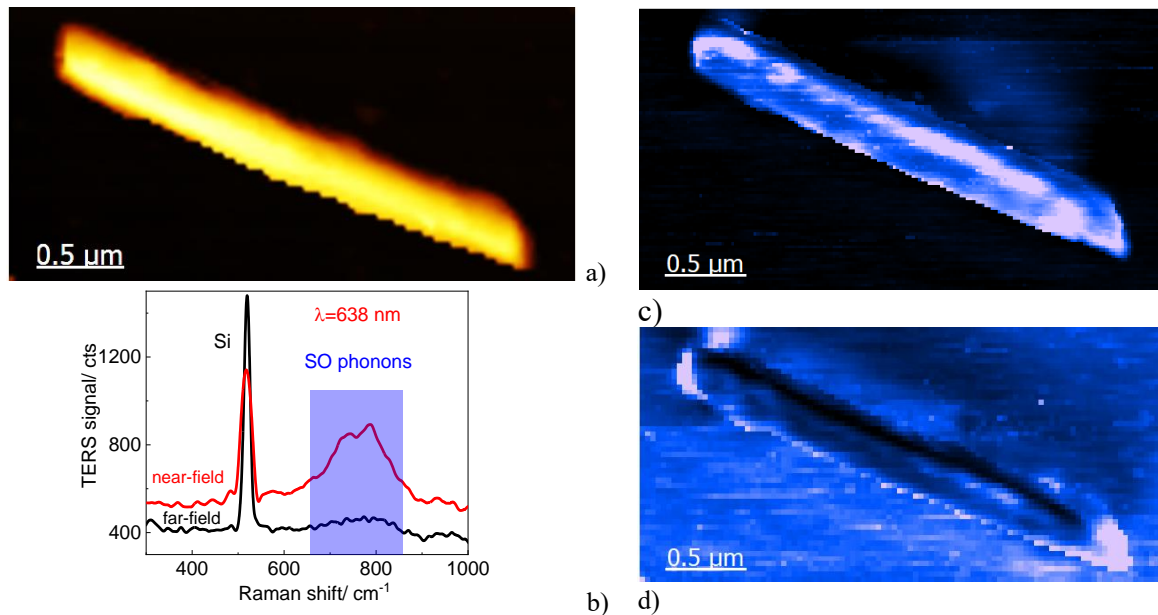 0.5 μm
a)
0.5 μm
c)
TERS signal/ cts
1200
800
400
Si
λ=638 nm
SO phonons
near-field
far-field
400 600 800 1000
Raman shift/ cm-1
b)
0.5 μm
d)